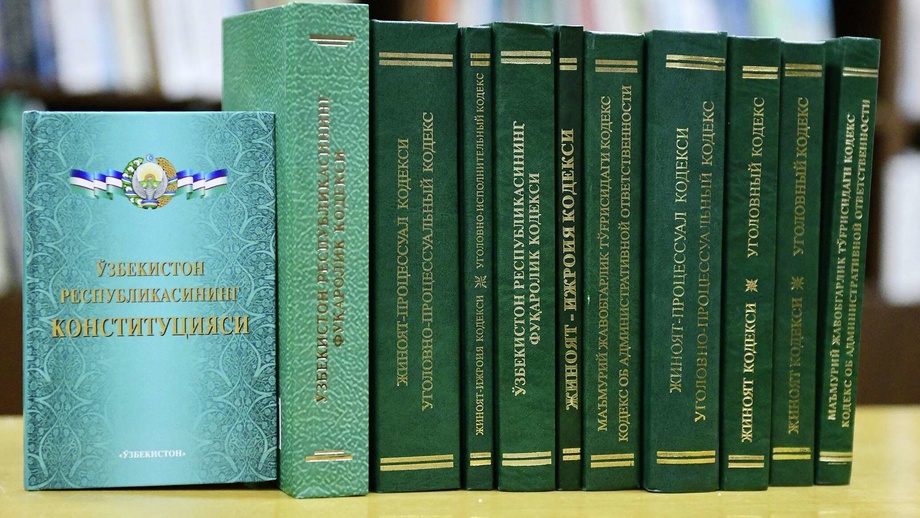 ЎЗБЕКИСТОН
РЕСПУБЛИКАСИНИНГ
КОНСТИТУЦИЯСИ
«ЎЗБЕКИСТОН»
ЎЗБЕКИСТОН РЕСПУБЛИКАСИНИНГ
ФУҚАРОЛИК КОДЕКСИ
ЖИНОЯТ-ПРОЦЕССУАЛ КОДЕКСИ
УГОЛОВНО-ПРОЦЕССУАЛЬНЫЙ КОДЕКС
ЖИНОЯТ-ИЖРОИЯ КОДЕКСИ ※ УГОЛОВНО-ИСПОЛНИТЕЛЬНЫЙ КОДЕКС
ЎЗБЕКИСТОН РЕСПУБЛИКАСИНИНГ
ФУҚАРОЛИК КОДЕКСИ
ЖИНОЯТ - ИЖРОИЯ КОДЕКСИ
МАЪМУРИЙ ЖАВОБГАРЛИК ТЎҒРИСИДАГИ КОДЕКС
КОДЕКС ОБ АДМИНИСТРАТИВНОЙ ОТВЕТСТВЕННОСТИ
ЖИНОЯТ-ПРОЦЕССУАЛ КОДЕКСИ
УГОЛОВНО-ПРОЦЕССУАЛЬНЫЙ КОДЕКС
ЖИНОЯТ КОДЕКСИ ※ УГОЛОВНЫЙ КОДЕКС
ЖИНОЯТ КОДЕКСИ ※ УГОЛОВНЫЙ КОДЕКС
МАЪМУРИЙ ЖАВОБГАРЛИК ТЎҒРИСИДАГИ КОДЕКС
КОДЕКС ОБ АДМИНИСТРАТИВНОЙ ОТВЕТСТВЕННОСТИ